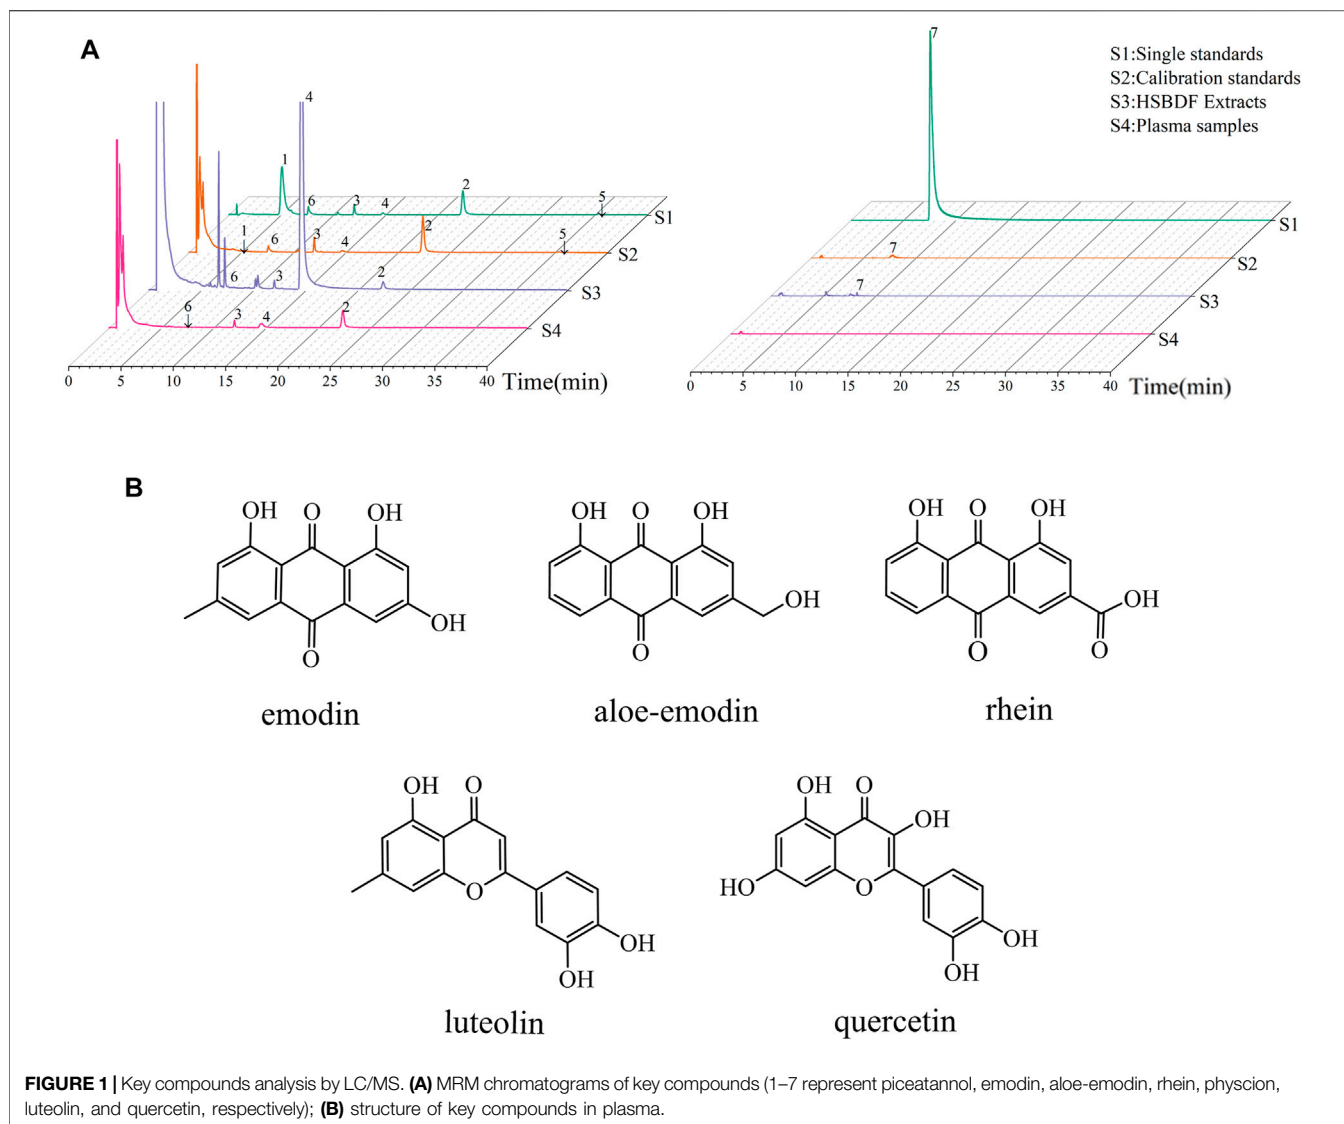 A
1
6
3
4
2
5
S1
1
6
3
4
2
5
S2
6
3
4
2
S3
6
3
4
2
S4
0
5
10
15
20
25
30
35
40
Time(min)
7
S1
7
S2
7
S3
S4
0
5
10
15
20
25
30
35
40
Time(min)
S1:Single standards
S2:Calibration standards
S3:HSBDF Extracts
S4:Plasma samples
B
OH
O
OH
OH
O
emodin
OH
O
OH
OH
O
aloe-emodin
OH
O
OH
OH
O
O
rhein
OH
O
O
OH
OH
luteolin
OH
O
OH
HO
O
OH
OH
quercetin
FIGURE 1 | Key compounds analysis by LC/MS. (A) MRM chromatograms of key compounds (1–7 represent piceatannol, emodin, aloe-emodin, rhein, physcion,
luteolin, and quercetin, respectively); (B) structure of key compounds in plasma.